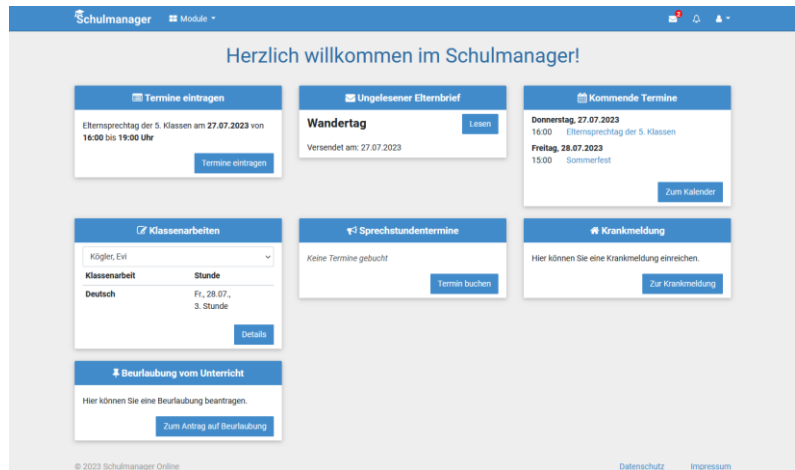 Schulmanager Module
2
Herzlich willkommen im Schulmanager!
Termine eintragen
Elternsprechtag der 5. Klassen am 27.07.2023 von
16:00 bis 19:00 Uhr
Termine eintragen
Ungelesener Elternbrief
Wandertag Lesen
Versendet am: 27.07.2023
Kommende Termine
Donnerstag, 27.07.2023
16:00 Elternsprechtag der 5. Klassen
Freitag, 28.07.2023
15:00 Sommerfest
Zum Kalender
Klassenarbeiten
Kögler, Evi
Klassenarbeit Stunde
Deutsch Fr., 28.07.,
3. Stunde
Details
Sprechstundentermine
Keine Termine gebucht
Termin buchen
Krankmeldung
Hier können Sie eine Krankmeldung einreichen.
Zur Krankmeldung
Beurlaubung vom Unterricht
Hier können Sie eine Beurlaubung beantragen.
Zum Antrag auf Beurlaubung
© 2023 Schulmanager Online Datenschutz Impressum